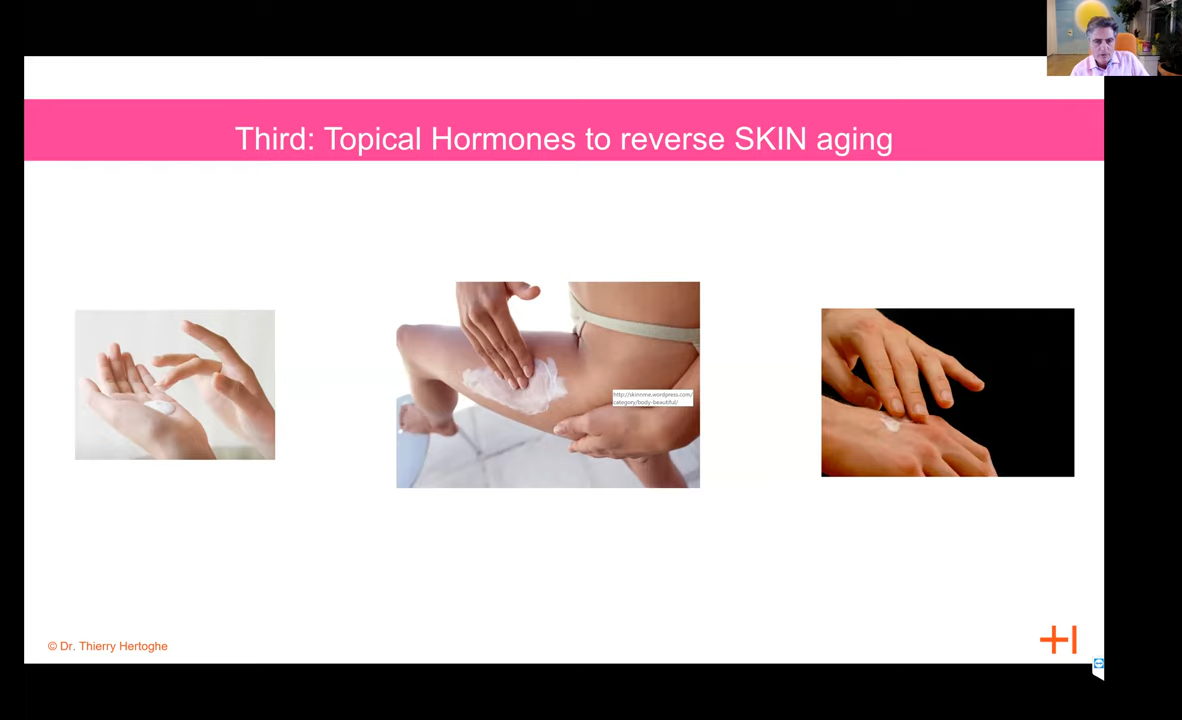 Third: Topical Hormones to reverse SKIN aging
http://skinnme.wordpress.com/
category/body-beautiful/
© Dr. Thierry Hertoghe